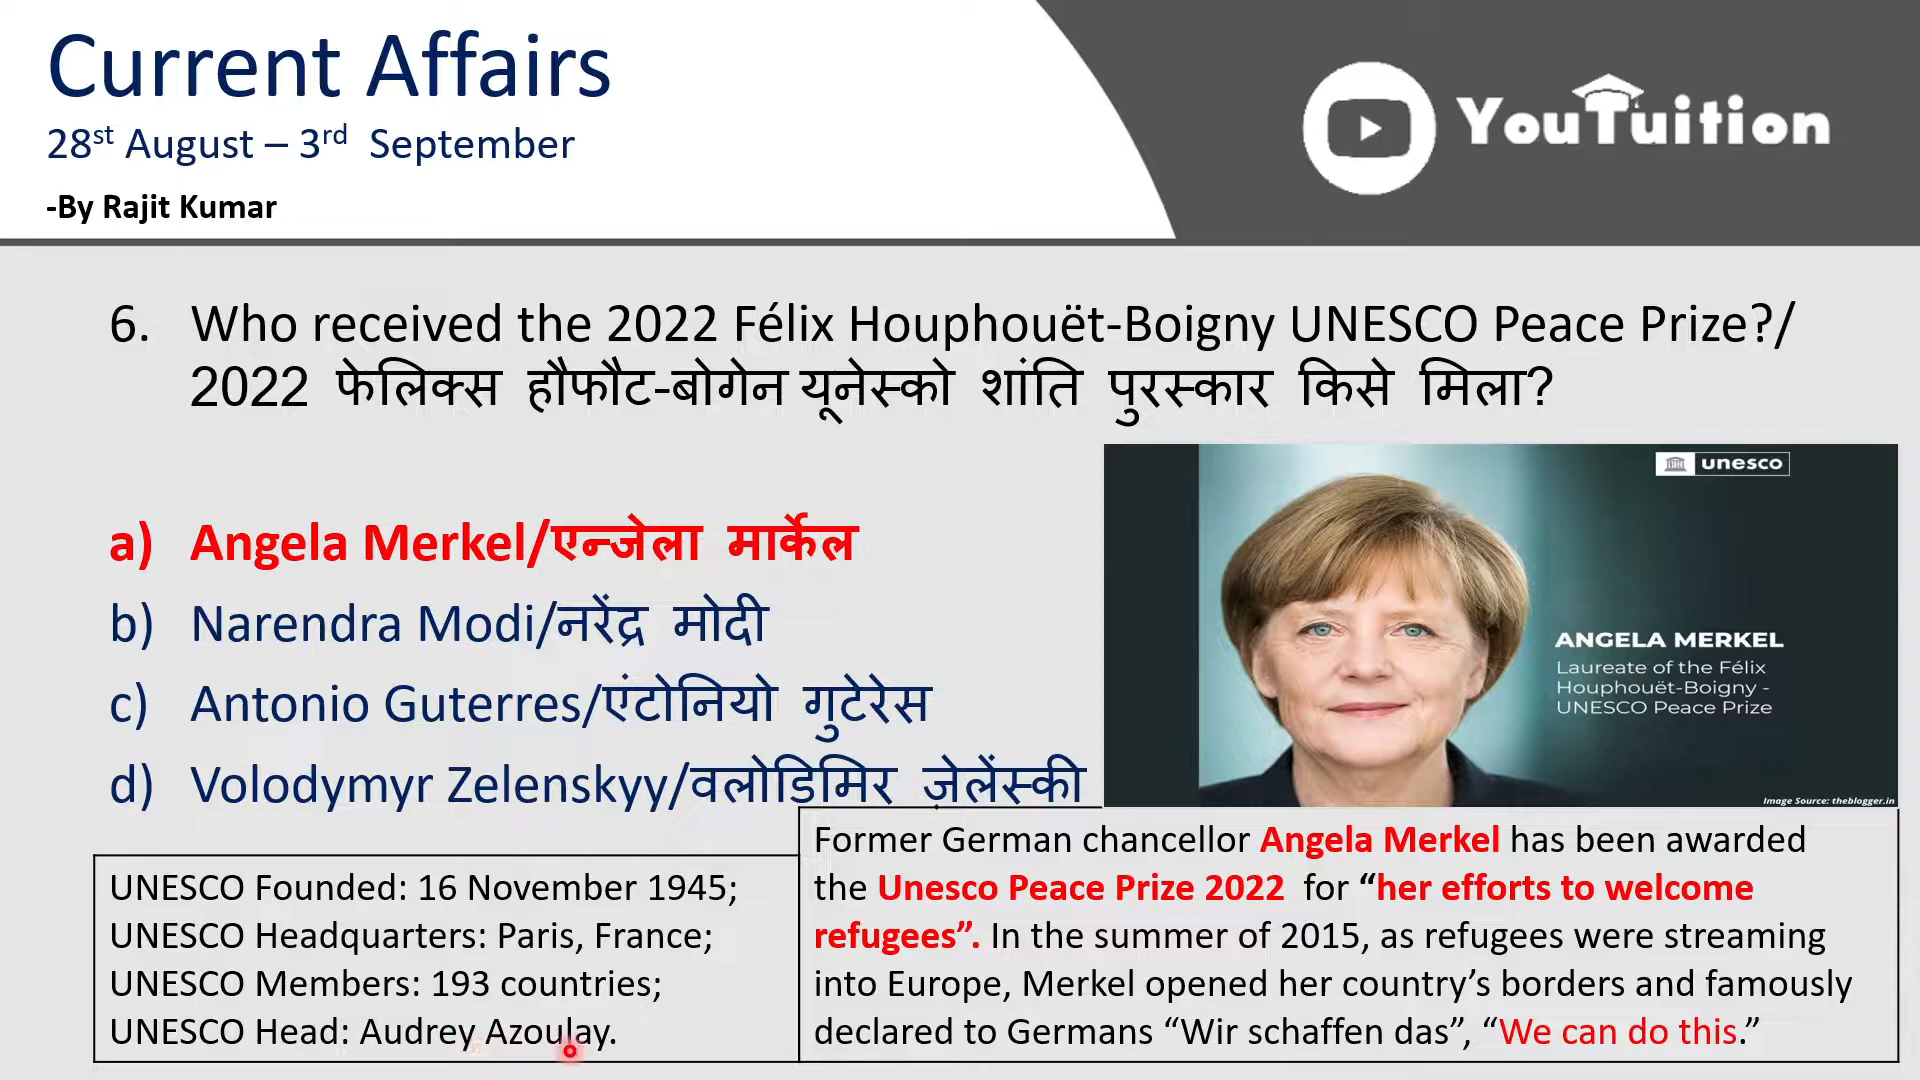 Current Affairs
28st August – 3rd September
-By Rajit Kumar
YouTuition
6. Who received the 2022 Félix Houphouët-Boigny UNESCO Peace Prize?/
2022 फेलिक्स हौफौट-बोगेन यूनेस्को शांति पुरस्कार किसे मिला?
a) Angela Merkel/एन्जेला मार्केल
b) Narendra Modi/नरेंद्र मोदी
c) Antonio Guterres/एंटोनियो गुटेरेस
d) Volodymyr Zelenskyy/वलोडिमिर ज़ेलेंस्की
unesco
ANGELA MERKEL
Laureate of the Félix
Houphouët-Boigny -
UNESCO Peace Prize
Image Source: theblogger.in
UNESCO Founded: 16 November 1945;
UNESCO Headquarters: Paris, France;
UNESCO Members: 193 countries;
UNESCO Head: Audrey Azoulay.
Former German chancellor Angela Merkel has been awarded
the Unesco Peace Prize 2022 for “her efforts to welcome
refugees”. In the summer of 2015, as refugees were streaming
into Europe, Merkel opened her country’s borders and famously
declared to Germans “Wir schaffen das”, “We can do this.”